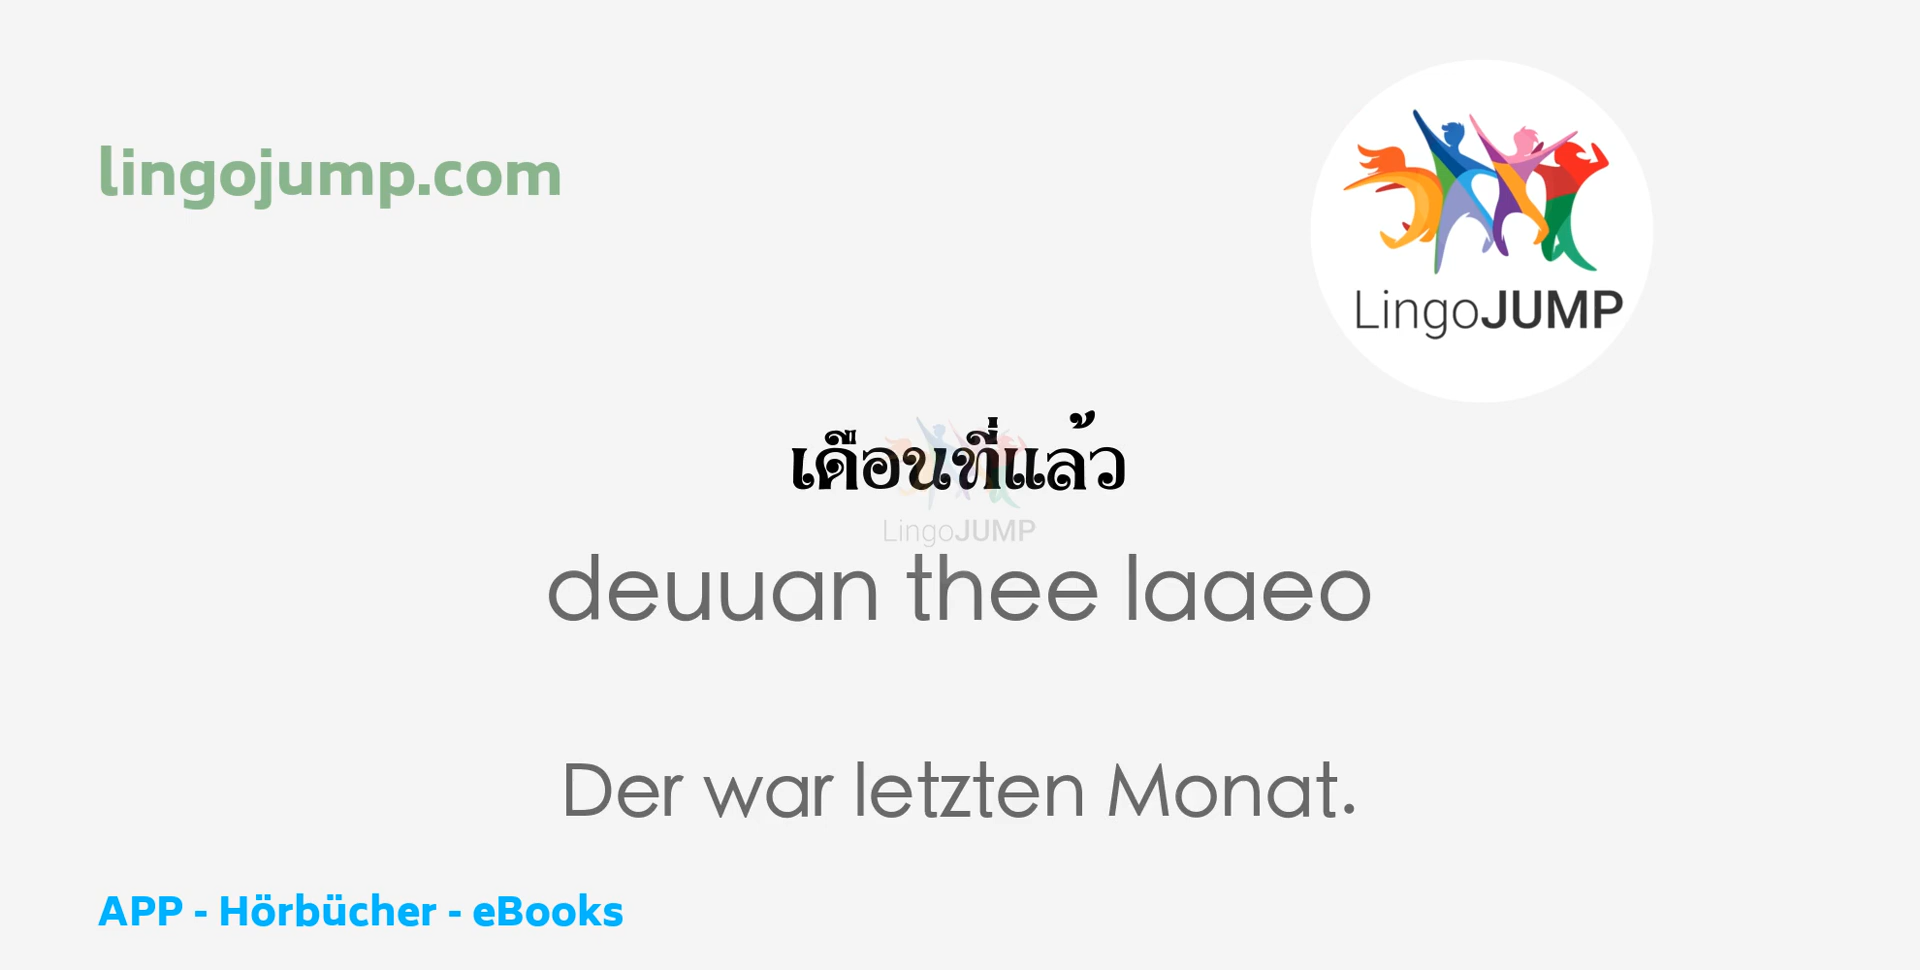 lingojump.com
LingoJUMP
เดือนที่แล้ว
LingoJUMP
deuuan thee laaeo
Der war letzten Monat.
APP - Hörbücher - eBooks